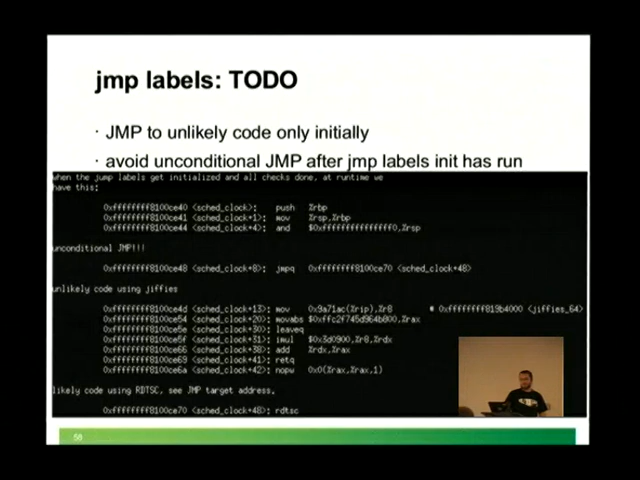 jmp labels: TODO
· JMP to unlikely code only initially
· avoid unconditional JMP after jmp labels init has run
when the jump labels get initialized and all checks done, at runtime we
have this:
0xffffffff8100ce40 <sched_clock>: push %rbp
0xffffffff8100ce41 <sched_clock+1>: mov %rsp,%rbp
0xffffffff8100ce44 <sched_clock+4>: and $0xfffffffffffffff0,%rsp
unconditional JMP!!!
0xffffffff8100ce48 <sched_clock+8>: jmpq 0xffffffff8100ce70 <sched_clock+48>
unlikely code using jiffies
0xffffffff8100ce4d <sched_clock+13>: mov 0x9a71ac(%rip),%r8 # 0xffffffff819b4000 <jiffies_64>
0xffffffff8100ce54 <sched_clock+20>: movabs $0xffc2f745d964b800,%rax
0xffffffff8100ce5e <sched_clock+30>: leaveq
0xffffffff8100ce5f <sched_clock+31>: imul $0x3d0900,%r8,%rdx
0xffffffff8100ce66 <sched_clock+38>: add %rdx,%rax
0xffffffff8100ce69 <sched_clock+41>: retq
0xffffffff8100ce6a <sched_clock+42>: nopw 0x0(%rax,%rax,1)
likely code using RDTSC, see JMP target address.
0xffffffff8100ce70 <sched_clock+48>: rdtsc